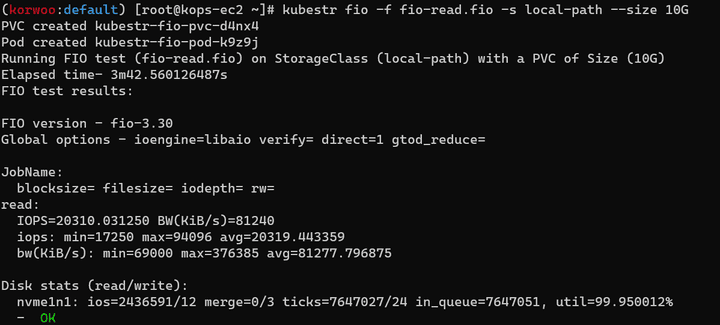 (korwoo:default) [root@kops-ec2 ~]# kubestr fio -f fio-read.fio -s local-path --size 10G
PVC created kubestr-fio-pvc-d4nx4
Pod created kubestr-fio-pod-k9z9j
Running FIO test (fio-read.fio) on StorageClass (local-path) with a PVC of Size (10G)
Elapsed time- 3m42.560126487s
FIO test results:

FIO version - fio-3.30
Global options - ioengine=libaio verify= direct=1 gtod_reduce=

JobName:
  blocksize= filesize= iodepth= rw=
read:
  IOPS=20310.031250 BW(KiB/s)=81240
  iops: min=17250 max=94096 avg=20319.443359
  bw(KiB/s): min=69000 max=376385 avg=81277.796875

Disk stats (read/write):
  nvme1n1: ios=2436591/12 merge=0/3 ticks=7647027/24 in_queue=7647051, util=99.950012%
  -  OK